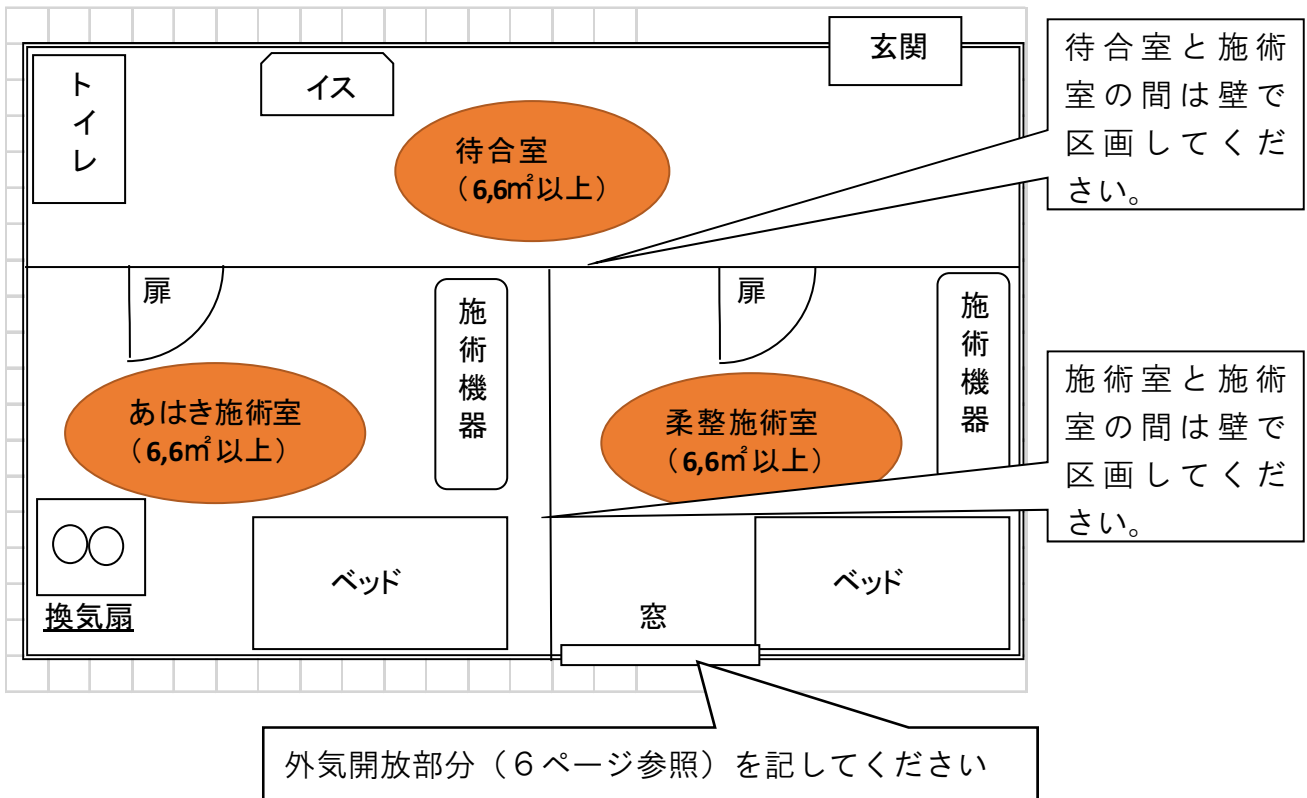 玄関
待合室と施術
室の間は壁で
区画してくだ
さい。
トイレ
イス
待合室
（6,6㎡以上）
扉
施術機器
扉
施術機器
あはき施術室
（6,6㎡以上）
柔整施術室
（6,6㎡以上）
施術室と施術
室の間は壁で
区画してくだ
さい。
換気扇
ベッド
窓
ベッド
外気開放部分（６ページ参照）を記してください